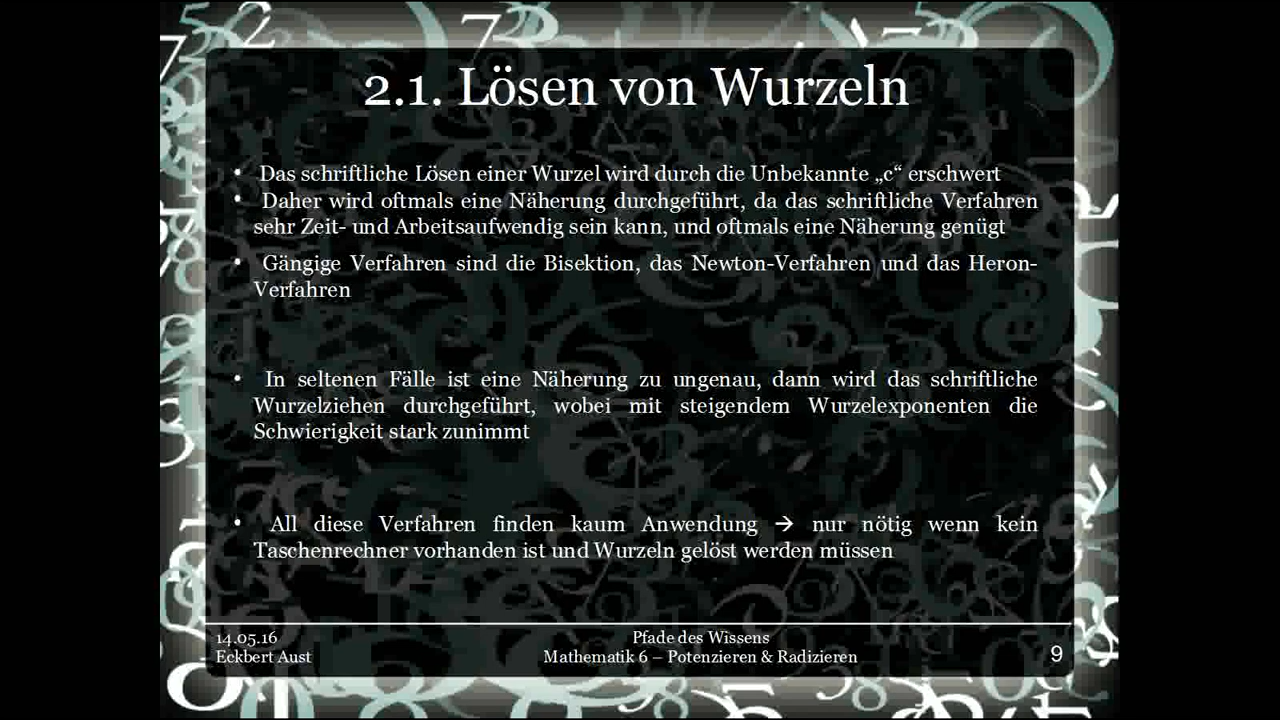 2.1. Lösen von Wurzeln
• Das schriftliche Lösen einer Wurzel wird durch die Unbekannte „c“ erschwert
• Daher wird oftmals eine Näherung durchgeführt, da das schriftliche Verfahren
sehr Zeit- und Arbeitsaufwendig sein kann, und oftmals eine Näherung genügt
• Gängige Verfahren sind die Bisektion, das Newton-Verfahren und das Heron-
Verfahren
• In seltenen Fälle ist eine Näherung zu ungenau, dann wird das schriftliche
Wurzelziehen durchgeführt, wobei mit steigendem Wurzelexponenten die
Schwierigkeit stark zunimmt
• All diese Verfahren finden kaum Anwendung → nur nötig wenn kein
Taschenrechner vorhanden ist und Wurzeln gelöst werden müssen
14.05.16
Eckbert Aust
Pfade des Wissens
Mathematik 6 – Potenzieren & Radizieren
9